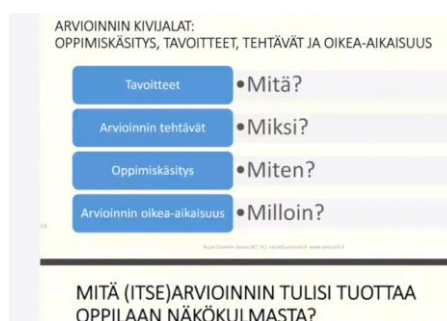 ARVIOINNIN KIVIJALAT:
OPPIMISKÄSITYS, TAVOITTEET, TEHTÄVÄT JA OIKEA-AIKAISUUS
Tavoitteet •Mitä?
Arvioinnin tehtävät •Miksi?
Oppimiskäsitys •Miten?
Arvioinnin oikea-aikaisuus •Milloin?
MITÄ (ITSE)ARVIOINNIN TULISI TUOTTAA
OPPILAAN NÄKÖKULMASTA?